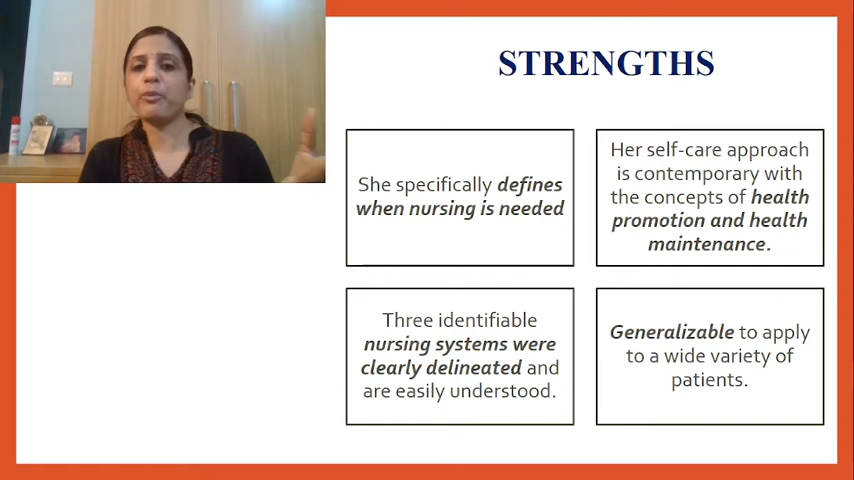 STRENGTHS
She specifically defines
when nursing is needed
Her self-care approach
is contemporary with
the concepts of health
promotion and health
maintenance.
Three identifiable
nursing systems were
clearly delineated and
are easily understood.
Generalizable to apply
to a wide variety of
patients.